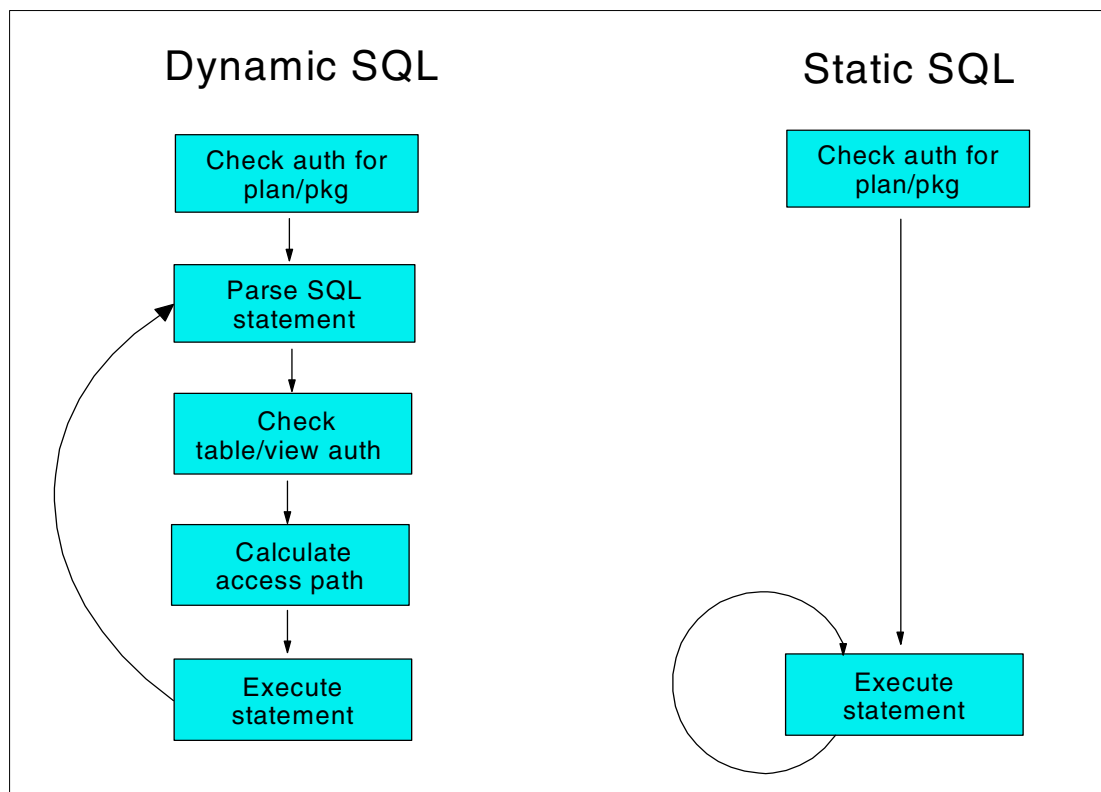 Dynamic SQL
Check auth for
plan/pkg
Parse SQL
statement
Check
table/view auth
Calculate
access path
Execute
statement
Static SQL
Check auth for
plan/pkg
Execute
statement